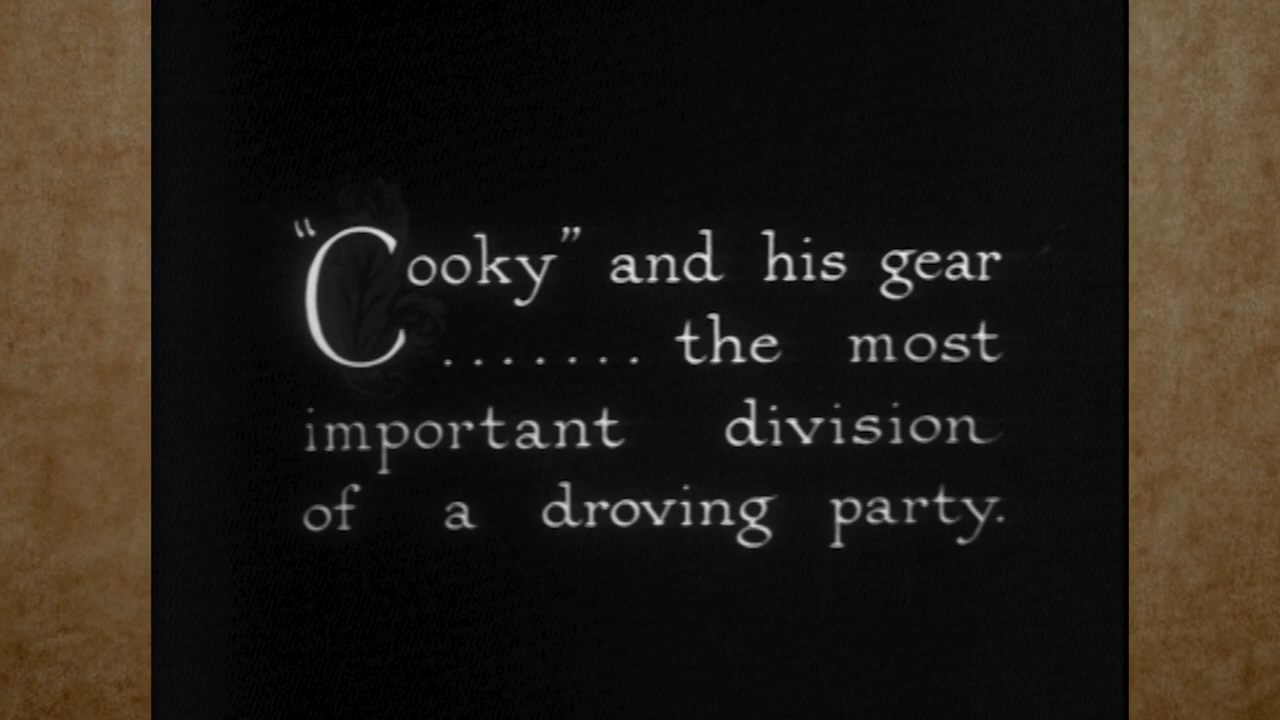 “Cooky” and his gear
....... the most
important division
of a droving party.